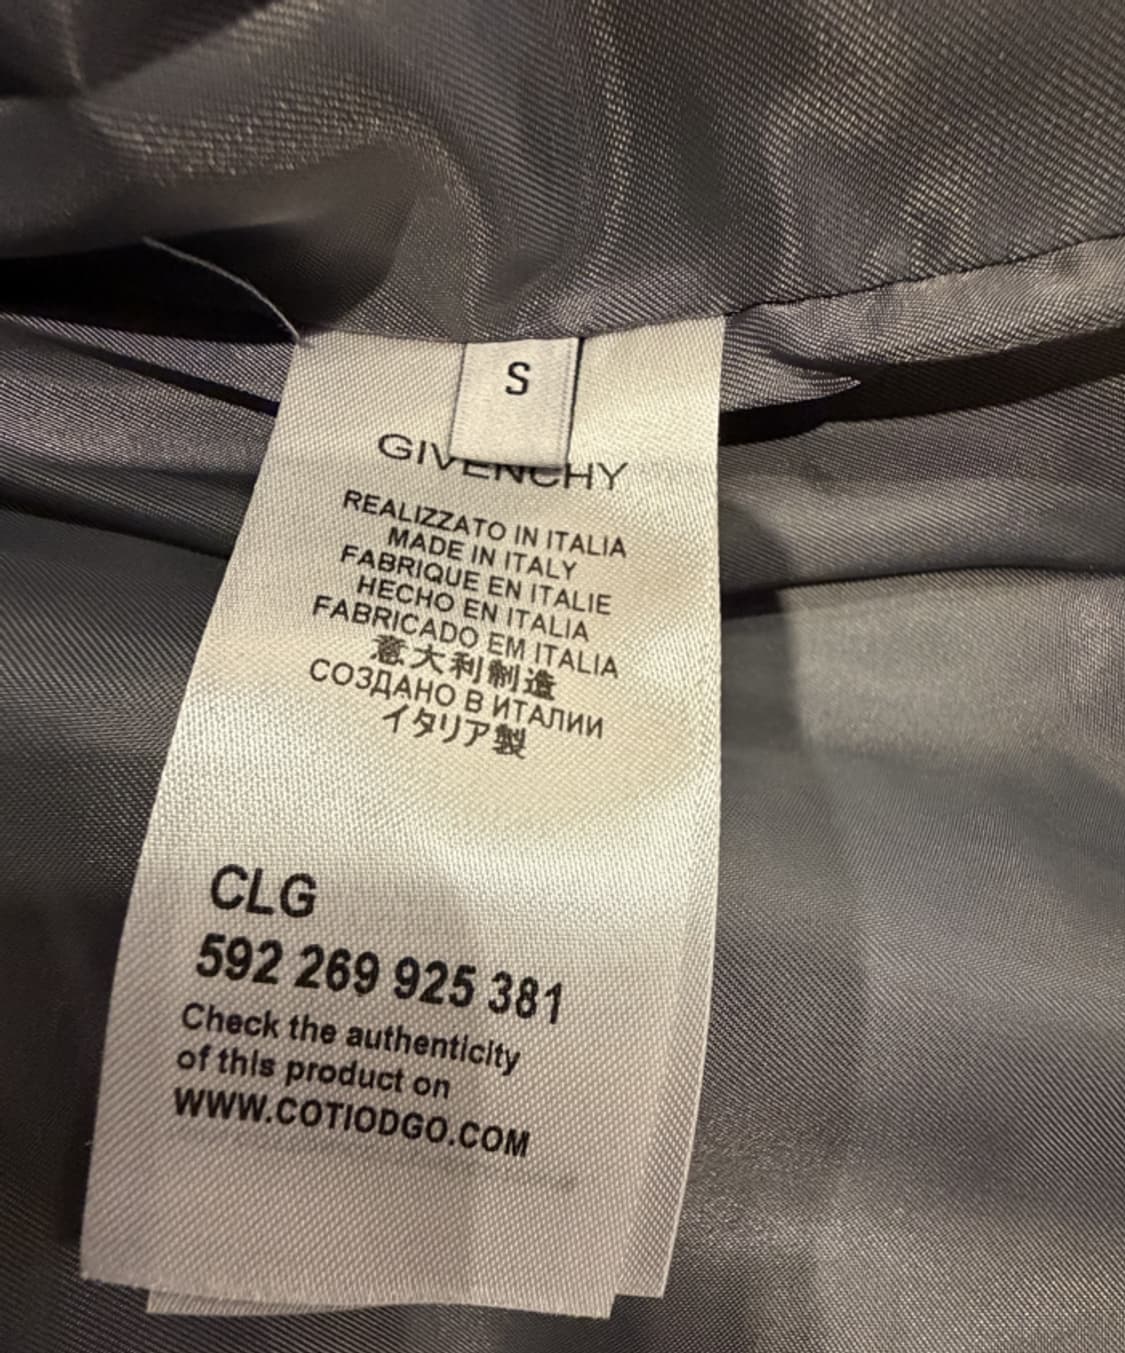 S
GIVENCHY
REALIZZATO IN ITALIA
MADE IN ITALY
FABRIQUE EN ITALIE
HECHO EN ITALIA
FABRICADO EM ITALIA
意大利制造
СОЗДАНО В ИТАЛИИ
イタリア製
CLG
592 269 925 381
Check the authenticity
of this product on
WWW.COTIODGO.COM